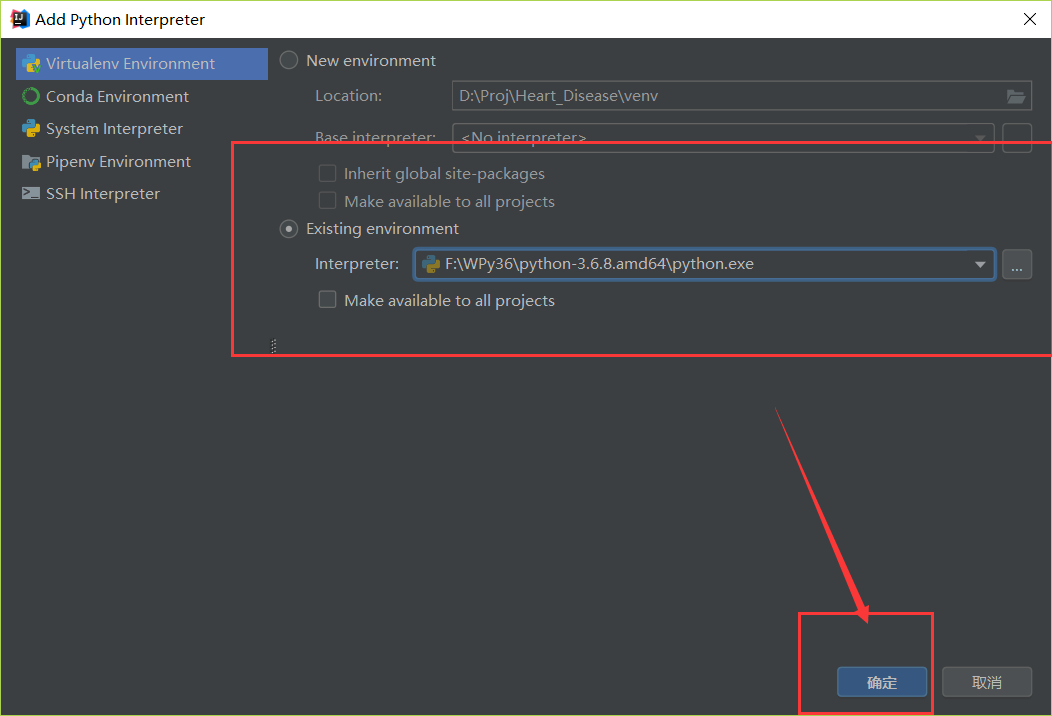 Add Python Interpreter
Virtualenv Environment
Conda Environment
System Interpreter
Pipenv Environment
SSH Interpreter
New environment
Location: D:\Proj\Heart_Disease\venv
Base interpreter: <No interpreter>
Inherit global site-packages
Make available to all projects
Existing environment
Interpreter: F:\WPy36\python-3.6.8.amd64\python.exe ...
Make available to all projects
确定 取消